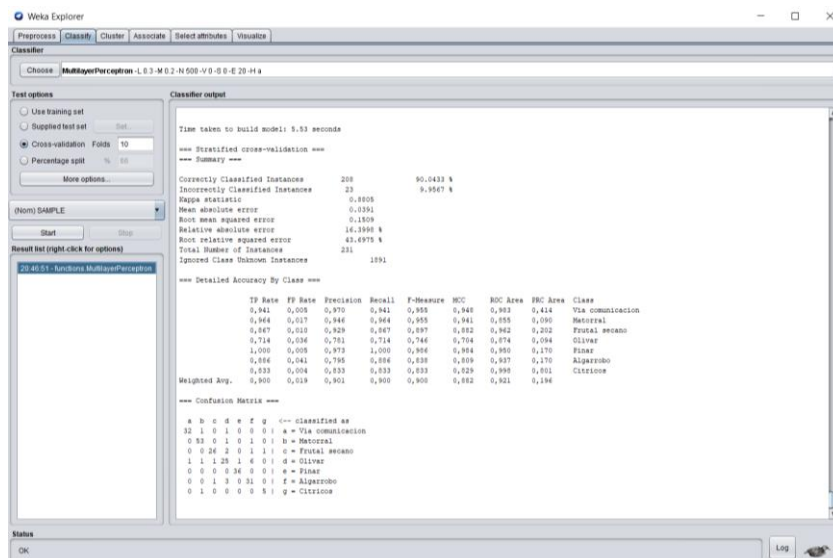 Weka Explorer
Preprocess Classify Cluster Associate Select attributes Visualize
Classifier
Choose MultilayerPerceptron -L 0.3 -M 0.2 -N 500 -V 0 -S 0 -E 20 -H a
Test options
Use training set
Supplied test set Set...
Cross-validation Folds 10
Percentage split % 66
More options...
(Nom) SAMPLE
Start Stop
Result list (right-click for options)
20:46:51 - functions.MultilayerPerceptron
Classifier output
Time taken to build model: 5.53 seconds
=== Stratified cross-validation ===
=== Summary ===
Correctly Classified Instances 208 90.0433 %
Incorrectly Classified Instances 23 9.9567 %
Kappa statistic 0.8805
Mean absolute error 0.0391
Root mean squared error 0.1509
Relative absolute error 16.3998 %
Root relative squared error 43.6975 %
Total Number of Instances 231
Ignored Class Unknown Instances 1891
=== Detailed Accuracy By Class ===
TP Rate FP Rate Precision Recall F-Measure MCC ROC Area PRC Area Class
0,941 0,005 0,970 0,941 0,955 0,948 0,983 0,414 Via comunicacion
0,964 0,017 0,946 0,964 0,955 0,941 0,855 0,090 Matorral
0,867 0,010 0,929 0,867 0,897 0,882 0,962 0,202 Frutal secano
0,714 0,036 0,781 0,714 0,746 0,704 0,874 0,094 Olivar
1,000 0,005 0,973 1,000 0,986 0,984 0,980 0,170 Pinar
0,886 0,041 0,795 0,886 0,838 0,809 0,937 0,170 Algarrobo
0,833 0,004 0,833 0,833 0,833 0,829 0,998 0,801 Citricos
Weighted Avg. 0,900 0,019 0,901 0,900 0,900 0,882 0,921 0,196
=== Confusion Matrix ===
a b c d e f g <-- classified as
32 1 0 1 0 0 0 | a = Via comunicacion
0 53 0 1 0 1 0 | b = Matorral
0 0 26 2 0 1 1 | c = Frutal secano
1 1 1 25 1 6 0 | d = Olivar
0 0 0 0 36 0 0 | e = Pinar
0 0 1 3 0 31 0 | f = Algarrobo
0 1 0 0 0 0 5 | g = Citricos
Status
OK
Log